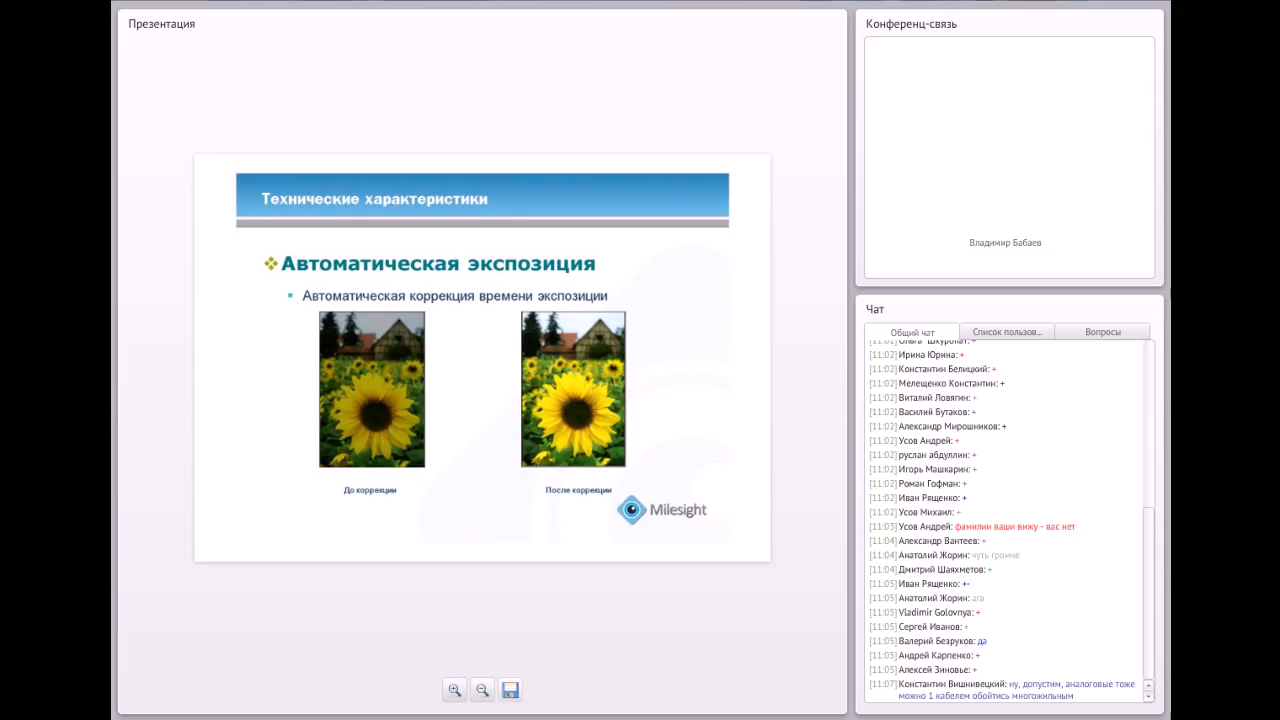 Презентация
Технические характеристики
Автоматическая экспозиция
Автоматическая коррекция времени экспозиции
До коррекции
После коррекции
Milesight
Конференц-связь
Владимир Бабаев
Чат
Общий чат
Список пользов...
Вопросы
[11:02] Ирина Юрина: +
[11:02] Константин Белицкий: +
[11:02] Мелещенко Константин: +
[11:02] Виталий Ловягин: +
[11:02] Василий Бутаков: +
[11:02] Александр Мирошников: +
[11:02] Усов Андрей: +
[11:02] руслан абдуллин: +
[11:02] Игорь Машкарин: +
[11:02] Роман Гофман: +
[11:02] Иван Рященко: +
[11:02] Усов Михаил: +
[11:03] Усов Андрей: фамилии ваши вижу - вас нет
[11:04] Александр Вантеев: +
[11:04] Анатолий Жорин: чуть громче
[11:04] Дмитрий Шаяхметов: +
[11:05] Иван Рященко: +-
[11:05] Анатолий Жорин: ага
[11:05] Vladimir Golovnya: +
[11:05] Сергей Иванов: +
[11:05] Валерий Безруков: да
[11:05] Андрей Карпенко: +
[11:05] Алексей Зиновье: +
[11:07] Константин Вишнивецкий: ну, допустим, аналоговые тоже
можно 1 кабелем обойтись многожильным